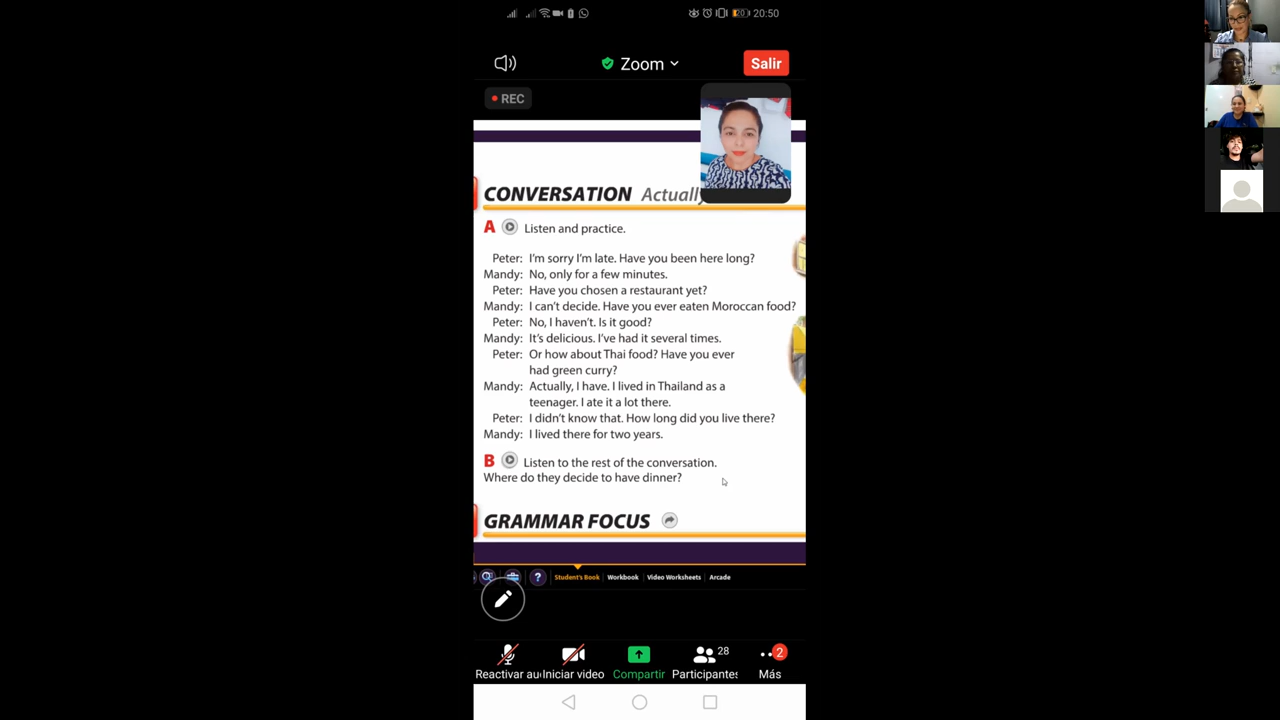 20 20:50
Zoom Salir
REC
CONVERSATION Actually
A Listen and practice.
Peter: I'm sorry I'm late. Have you been here long?
Mandy: No, only for a few minutes.
Peter: Have you chosen a restaurant yet?
Mandy: I can't decide. Have you ever eaten Moroccan food?
Peter: No, I haven't. Is it good?
Mandy: It's delicious. I've had it several times.
Peter: Or how about Thai food? Have you ever
had green curry?
Mandy: Actually, I have. I lived in Thailand as a
teenager. I ate it a lot there.
Peter: I didn't know that. How long did you live there?
Mandy: I lived there for two years.
B Listen to the rest of the conversation.
Where do they decide to have dinner?
GRAMMAR FOCUS
? Student's Book Workbook Video Worksheets Arcade
28 2
Reactivar au Iniciar video Compartir Participantes Más